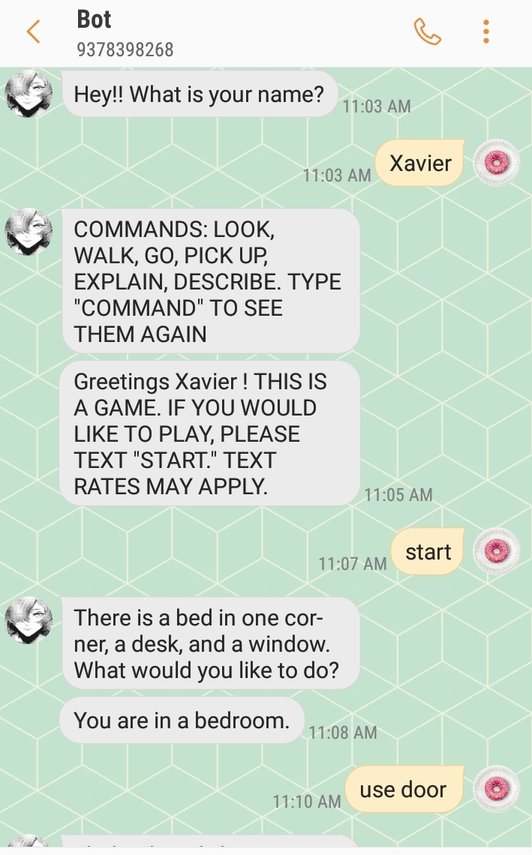 Bot
9378398268
Hey!! What is your name?
11:03 AM
Xavier
11:03 AM
COMMANDS: LOOK,
WALK, GO, PICK UP,
EXPLAIN, DESCRIBE. TYPE
"COMMAND" TO SEE
THEM AGAIN
Greetings Xavier ! THIS IS
A GAME. IF YOU WOULD
LIKE TO PLAY, PLEASE
TEXT "START." TEXT
RATES MAY APPLY.
11:05 AM
start
11:07 AM
There is a bed in one cor-
ner, a desk, and a window.
What would you like to do?
You are in a bedroom.
11:08 AM
use door
11:10 AM